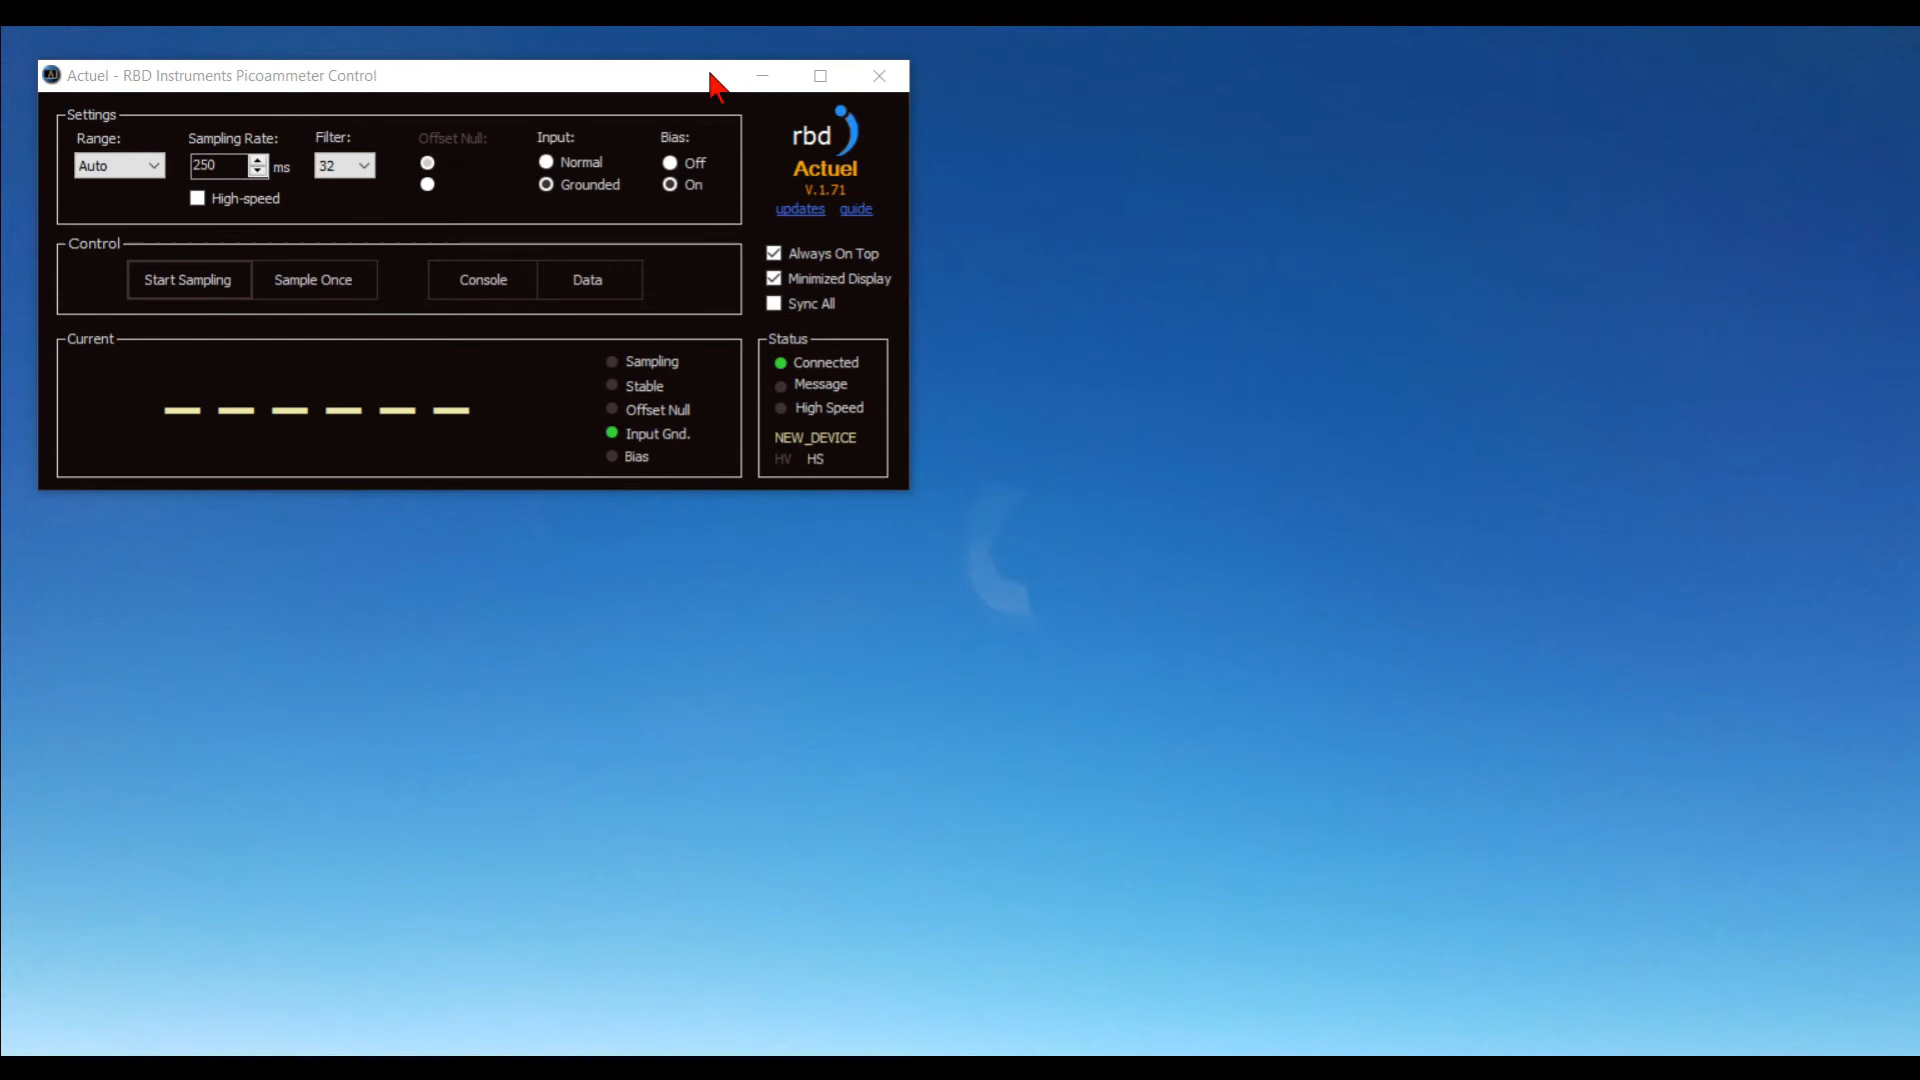 Actuel - RBD Instruments Picoammeter Control
Settings
Range:
Auto
Sampling Rate:
250
ms
High-speed
Filter:
32
Offset Null:
Input:
Normal
Grounded
Bias:
Off
On
rbd
Actuel
V.1.71
updates guide
Control
Start Sampling
Sample Once
Console
Data
Always On Top
Minimized Display
Sync All
Current
Sampling
Stable
Offset Null
Input Gnd.
Bias
Status
Connected
Message
High Speed
NEW_DEVICE
HV HS